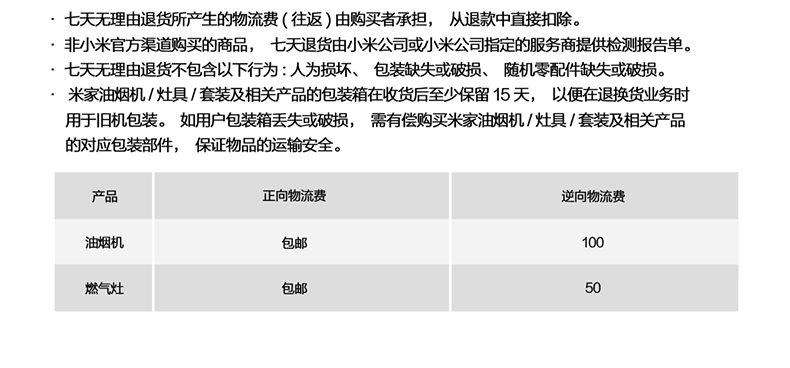 · 七天无理由退货所产生的物流费(往返)由购买者承担， 从退款中直接扣除。
· 非小米官方渠道购买的商品， 七天退货由小米公司或小米公司指定的服务商提供检测报告单。
· 七天无理由退货不包含以下行为:人为损坏、 包装缺失或破损、 随机零配件缺失或破损。
· 米家油烟机/灶具/套装及相关产品的包装箱在收货后至少保留15天， 以便在退换货业务时
用于旧机包装。 如用户包装箱丢失或破损， 需有偿购买米家油烟机/灶具/套装及相关产品
的对应包装部件， 保证物品的运输安全。
产品 正向物流费 逆向物流费
油烟机 包邮 100
燃气灶 包邮 50